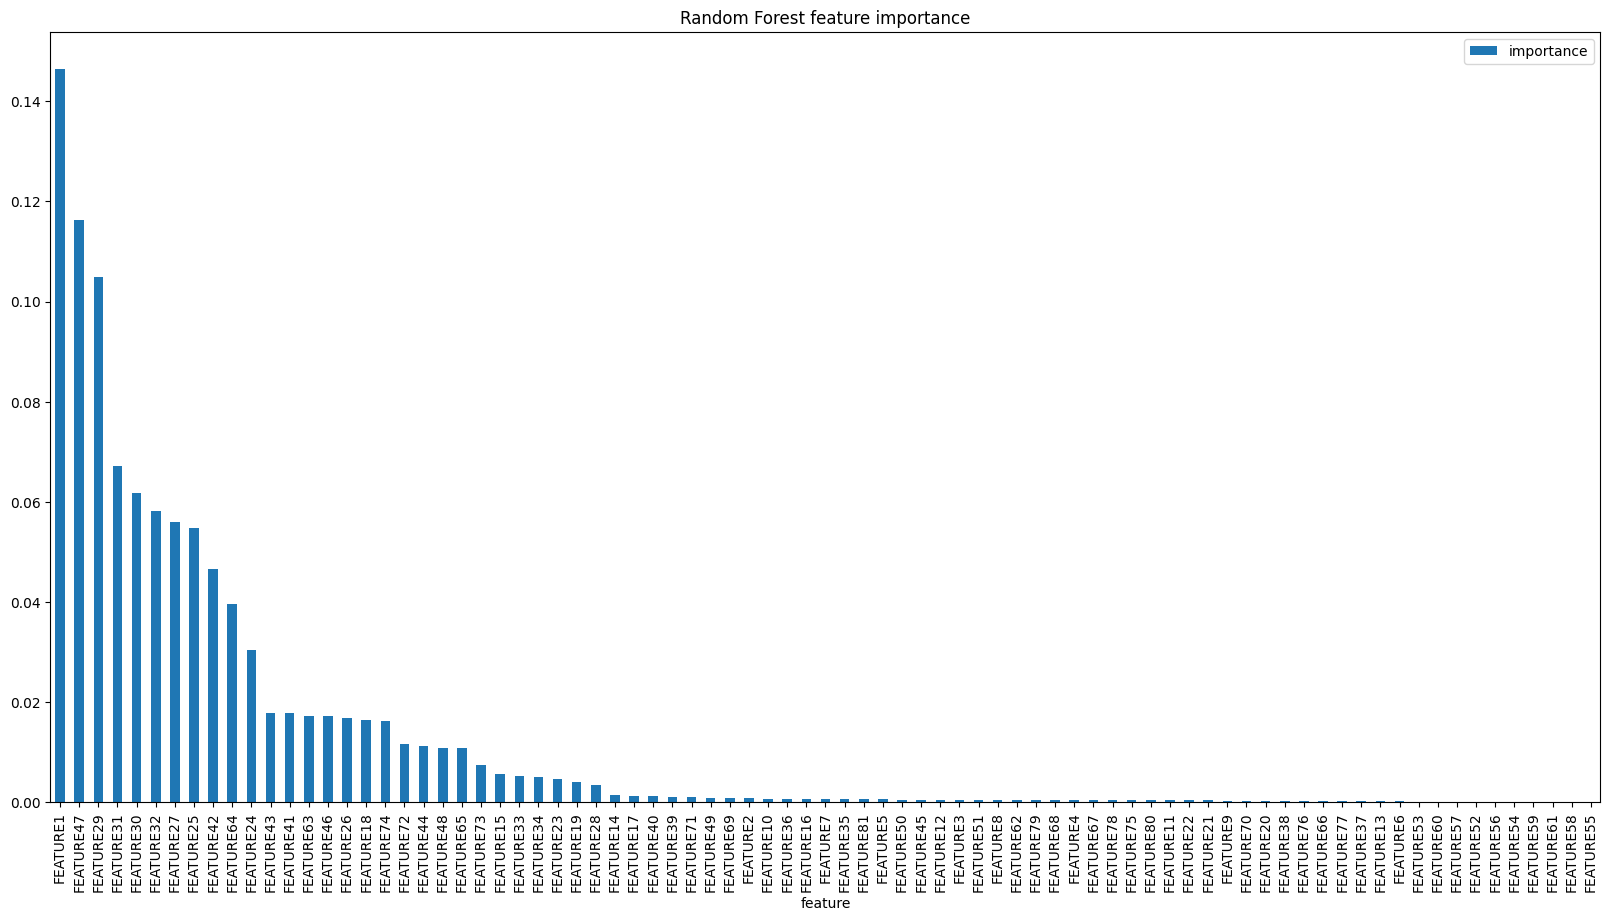 Random Forest feature importance
importance
0.14
0.12
0.10
0.08
0.06
0.04
0.02
0.00
FEATURE1
FEATURE47
FEATURE29
FEATURE31
FEATURE30
FEATURE32
FEATURE27
FEATURE25
FEATURE42
FEATURE64
FEATURE24
FEATURE43
FEATURE41
FEATURE63
FEATURE46
FEATURE26
FEATURE18
FEATURE74
FEATURE72
FEATURE44
FEATURE48
FEATURE65
FEATURE73
FEATURE15
FEATURE33
FEATURE34
FEATURE23
FEATURE19
FEATURE28
FEATURE14
FEATURE17
FEATURE40
FEATURE39
FEATURE71
FEATURE49
FEATURE69
FEATURE2
FEATURE10
FEATURE36
FEATURE16
FEATURE7
FEATURE35
FEATURE81
FEATURE5
FEATURE50
FEATURE45
FEATURE12
FEATURE3
FEATURE51
FEATURE8
FEATURE62
FEATURE79
FEATURE68
FEATURE4
FEATURE67
FEATURE78
FEATURE75
FEATURE80
FEATURE11
FEATURE22
FEATURE21
FEATURE9
FEATURE70
FEATURE20
FEATURE38
FEATURE76
FEATURE66
FEATURE77
FEATURE37
FEATURE13
FEATURE6
FEATURE53
FEATURE60
FEATURE57
FEATURE52
FEATURE56
FEATURE54
FEATURE59
FEATURE61
FEATURE58
FEATURE55
feature